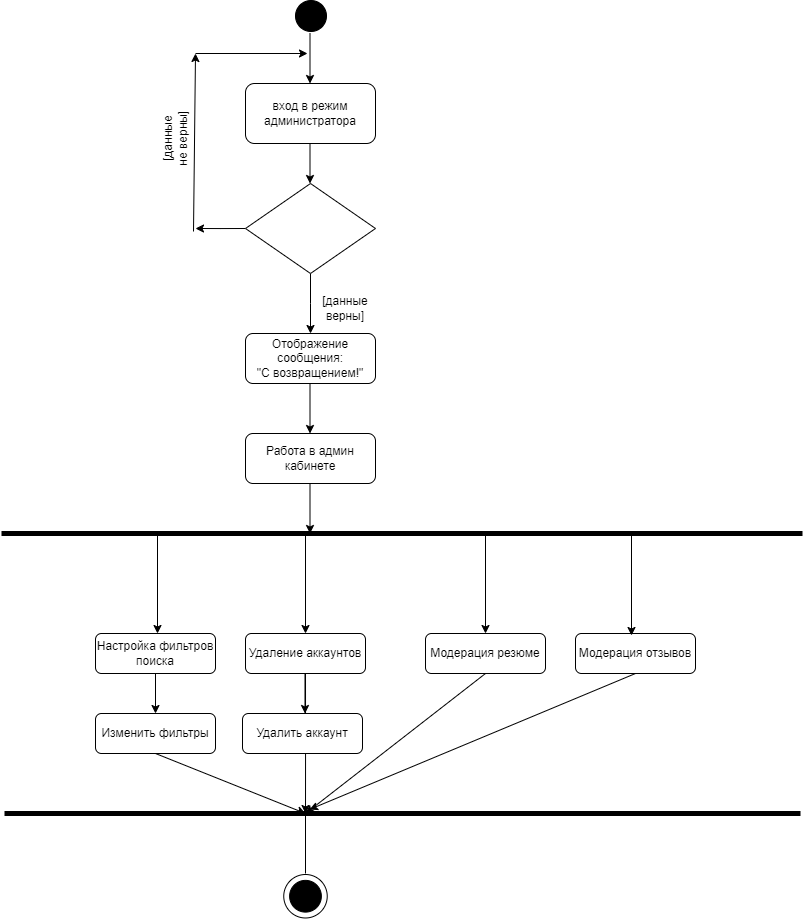 вход в режим
администратора
[данные
не верны]
[данные
верны]
Отображение
сообщения:
"С возвращением!"
Работа в админ
кабинете
Настройка фильтров
поиска
Удаление аккаунтов
Модерация резюме
Модерация отзывов
Изменить фильтры
Удалить аккаунт